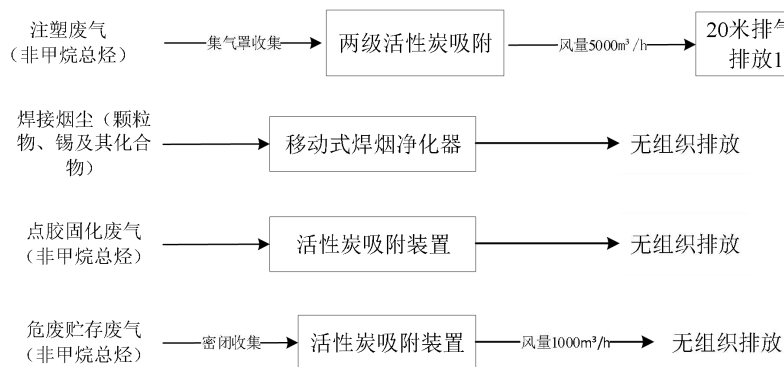 注塑废气
（非甲烷总烃）
集气罩收集
两级活性炭吸附
风量5000m³/h
20米排气
排放1
焊接烟尘（颗粒
物、锡及其化合
物）
移动式焊烟净化器
无组织排放
点胶固化废气
（非甲烷总烃）
活性炭吸附装置
无组织排放
危废贮存废气
（非甲烷总烃）
密闭收集
活性炭吸附装置
风量1000m³/h
无组织排放